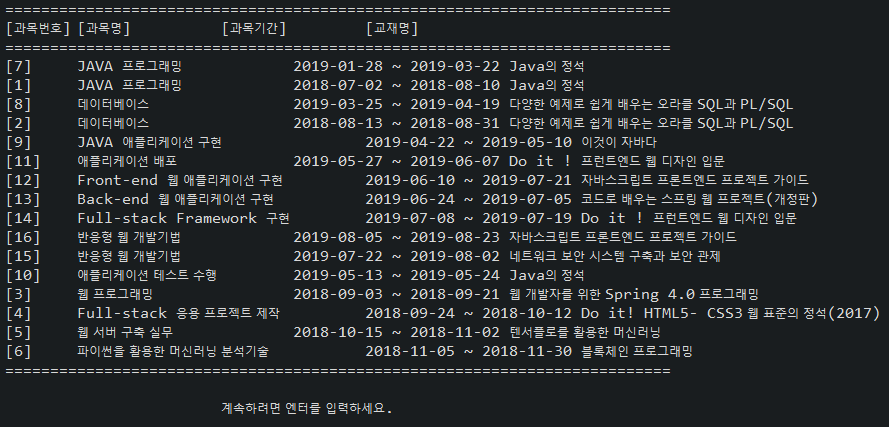 ==========================================================================
[과목번호] [과목명] [과목기간] [교재명]
==========================================================================
[7] JAVA 프로그래밍 2019-01-28 ~ 2019-03-22 Java의 정석
[1] JAVA 프로그래밍 2018-07-02 ~ 2018-08-10 Java의 정석
[8] 데이터베이스 2019-03-25 ~ 2019-04-19 다양한 예제로 쉽게 배우는 오라클 SQL과 PL/SQL
[2] 데이터베이스 2018-08-13 ~ 2018-08-31 다양한 예제로 쉽게 배우는 오라클 SQL과 PL/SQL
[9] JAVA 애플리케이션 구현 2019-04-22 ~ 2019-05-10 이것이 자바다
[11] 애플리케이션 배포 2019-05-27 ~ 2019-06-07 Do it ! 프런트엔드 웹 디자인 입문
[12] Front-end 웹 애플리케이션 구현 2019-06-10 ~ 2019-07-21 자바스크립트 프론트엔드 프로젝트 가이드
[13] Back-end 웹 애플리케이션 구현 2019-06-24 ~ 2019-07-05 코드로 배우는 스프링 웹 프로젝트(개정판)
[14] Full-stack Framework 구현 2019-07-08 ~ 2019-07-19 Do it ! 프런트엔드 웹 디자인 입문
[16] 반응형 웹 개발기법 2019-08-05 ~ 2019-08-23 자바스크립트 프론트엔드 프로젝트 가이드
[15] 반응형 웹 개발기법 2019-07-22 ~ 2019-08-02 네트워크 보안 시스템 구축과 보안 관제
[10] 애플리케이션 테스트 수행 2019-05-13 ~ 2019-05-24 Java의 정석
[3] 웹 프로그래밍 2018-09-03 ~ 2018-09-21 웹 개발자를 위한 Spring 4.0 프로그래밍
[4] Full-stack 응용 프로젝트 제작 2018-09-24 ~ 2018-10-12 Do it! HTML5- CSS3 웹 표준의 정석(2017)
[5] 웹 서버 구축 실무 2018-10-15 ~ 2018-11-02 텐서플로를 활용한 머신러닝
[6] 파이썬을 활용한 머신러닝 분석기술 2018-11-05 ~ 2018-11-30 블록체인 프로그래밍
==========================================================================
계속하려면 엔터를 입력하세요.